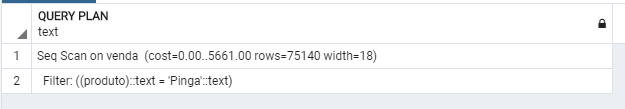 QUERY PLAN
text
1 Seq Scan on venda (cost=0.00..5661.00 rows=75140 width=18)
2 Filter: ((produto)::text = 'Pinga'::text)